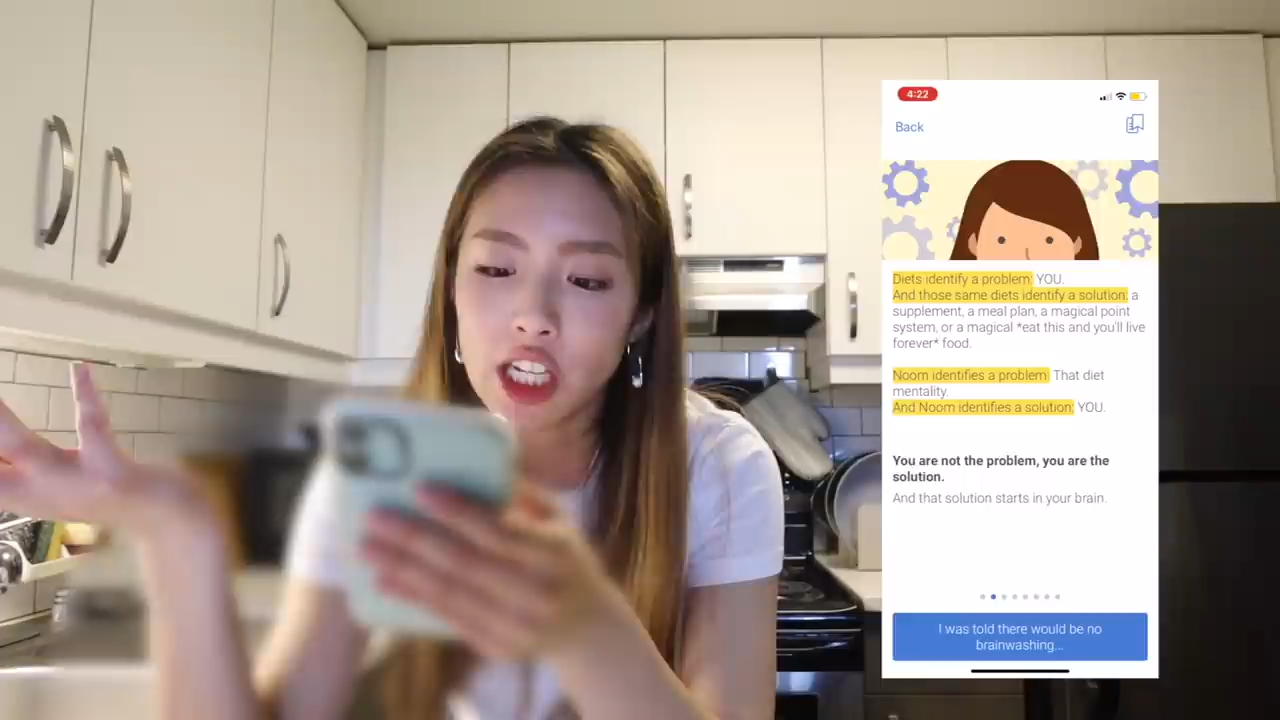 4:22
Back
Diets identify a problem: YOU.
And those same diets identify a solution: a
supplement, a meal plan, a magical point
system, or a magical *eat this and you'll live
forever* food.
Noom identifies a problem: That diet
mentality.
And Noom identifies a solution: YOU.
You are not the problem, you are the
solution.
And that solution starts in your brain.
I was told there would be no
brainwashing...